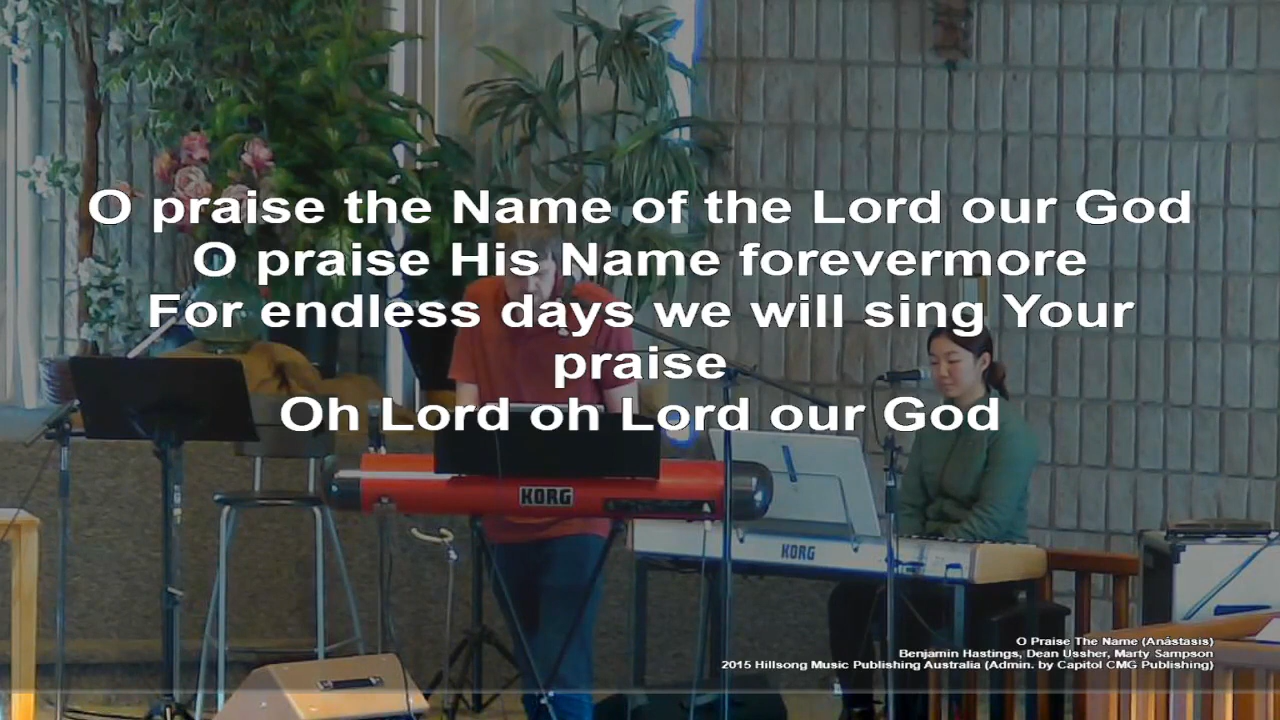 O praise the Name of the Lord our God
O praise His Name forevermore
For endless days we will sing Your
praise
Oh Lord oh Lord our God
KORG
KORG
O Praise The Name (Anástasis)
Benjamin Hastings, Dean Ussher, Marty Sampson
2015 Hillsong Music Publishing Australia (Admin. by Capitol CMG Publishing)